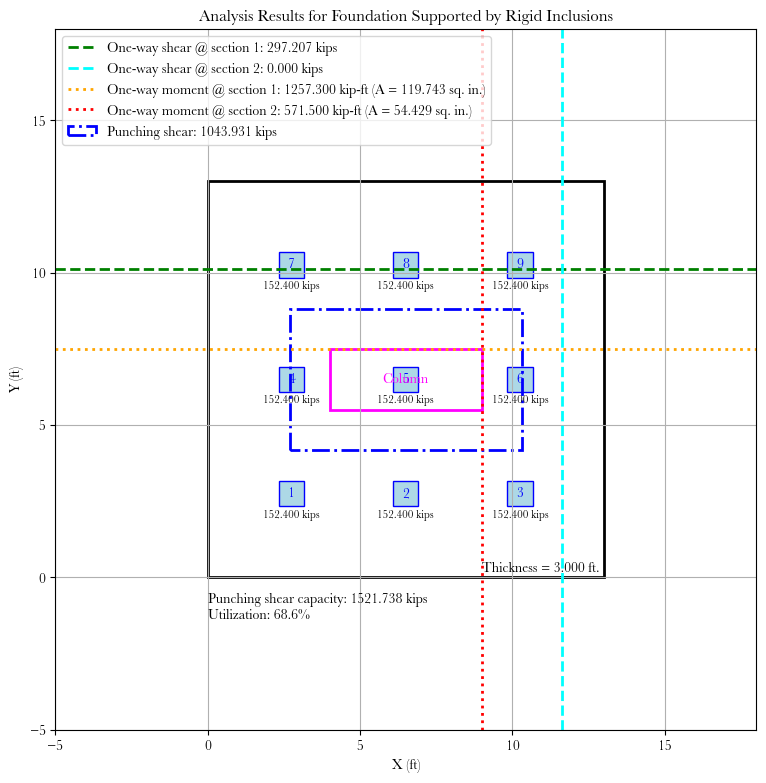 Analysis Results for Foundation Supported by Rigid Inclusions
One-way shear @ section 1: 297.207 kips
One-way shear @ section 2: 0.000 kips
One-way moment @ section 1: 1257.300 kip-ft (A = 119.743 sq. in.)
One-way moment @ section 2: 571.500 kip-ft (A = 54.429 sq. in.)
Punching shear: 1043.931 kips
15
10
5
0
−5
Y (ft)
7 8 9
152.400 kips 152.400 kips 152.400 kips
4 5 6
Column
152.400 kips 152.400 kips 152.400 kips
1 2 3
152.400 kips 152.400 kips 152.400 kips
Thickness = 3.000 ft.
Punching shear capacity: 1521.738 kips
Utilization: 68.6%
−5 0 5 10 15
X (ft)